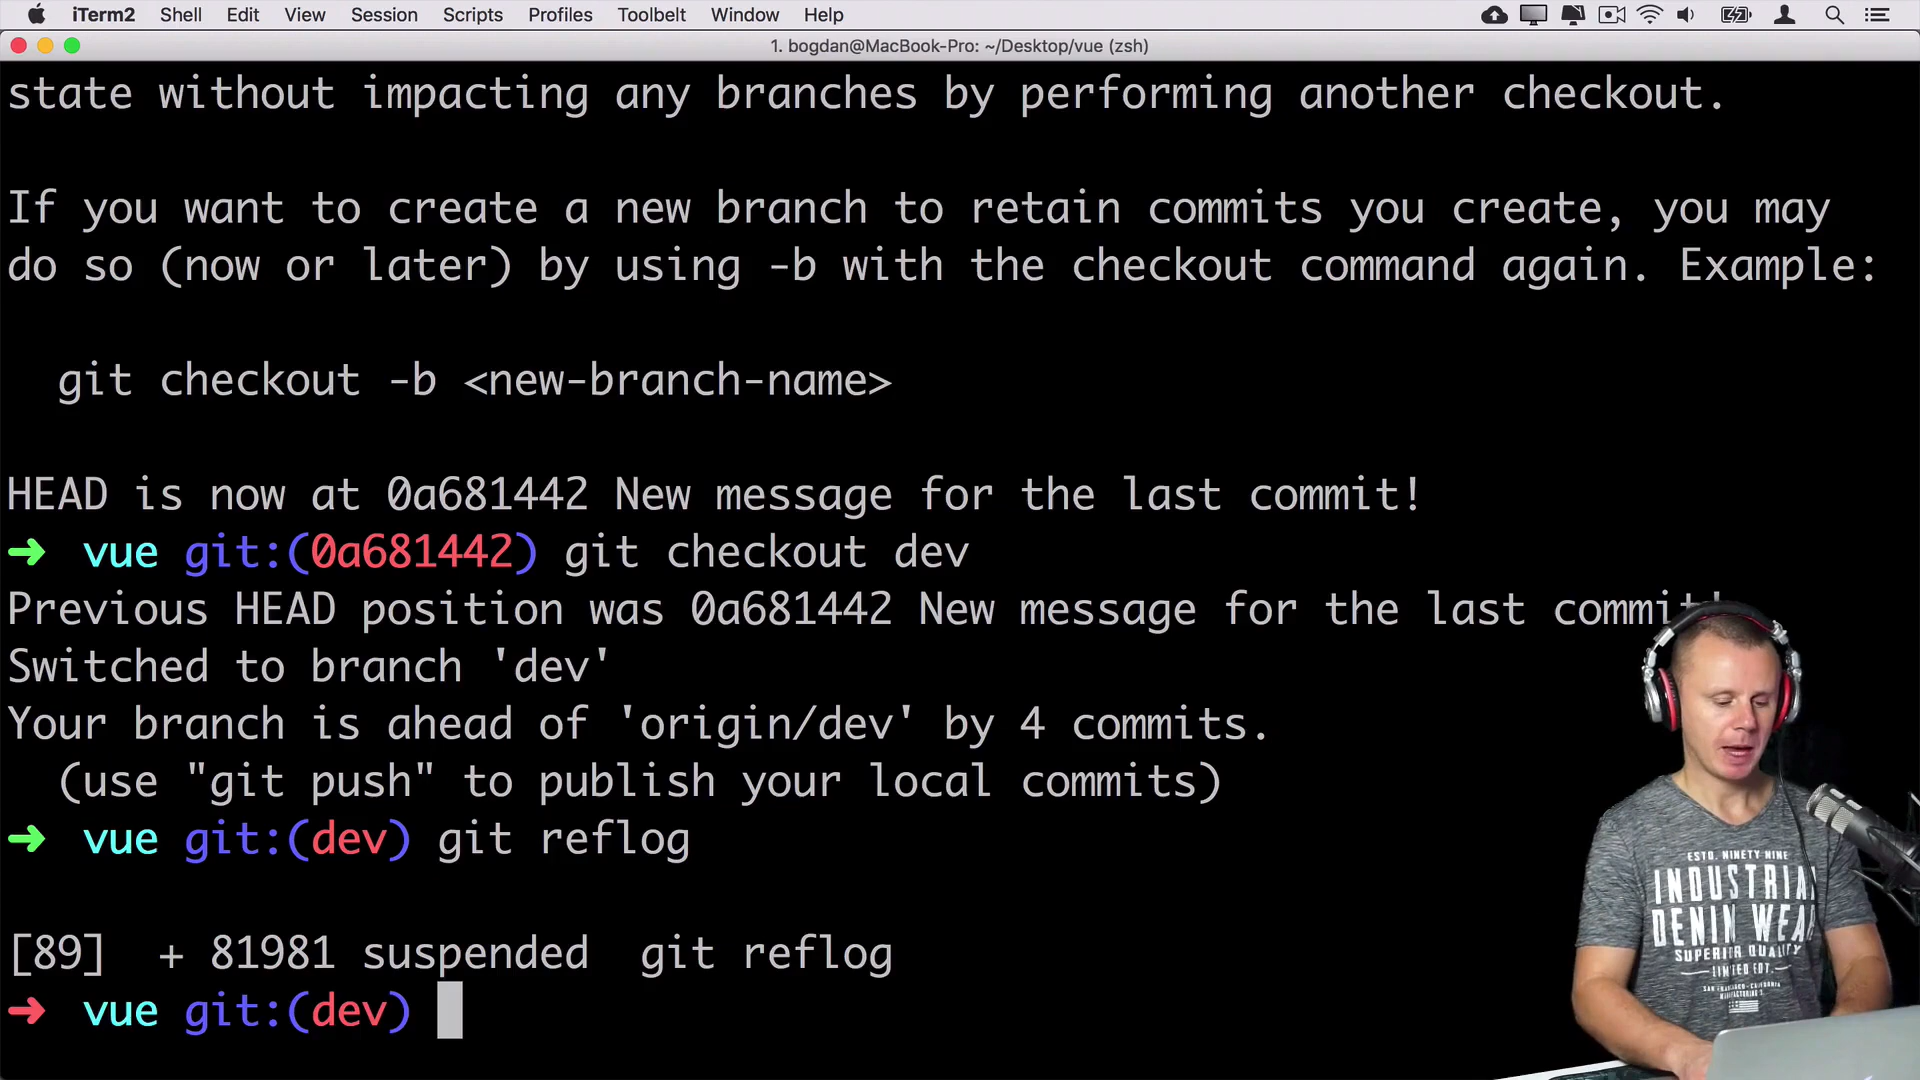 iTerm2 Shell Edit View Session Scripts Profiles Toolbelt Window Help
1. bogdan@MacBook-Pro: ~/Desktop/vue (zsh)
state without impacting any branches by performing another checkout.
If you want to create a new branch to retain commits you create, you may
do so (now or later) by using -b with the checkout command again. Example:
git checkout -b <new-branch-name>
HEAD is now at 0a681442 New message for the last commit!
➜ vue git:(0a681442) git checkout dev
Previous HEAD position was 0a681442 New message for the last commit!
Switched to branch 'dev'
Your branch is ahead of 'origin/dev' by 4 commits.
(use "git push" to publish your local commits)
➜ vue git:(dev) git reflog
[89] + 81981 suspended git reflog
➜ vue git:(dev)
ESTD. NINETY NINE
INDUSTRIAL
DENIM WEA
SUPERIOR QUALITY
LIMITED EDT.